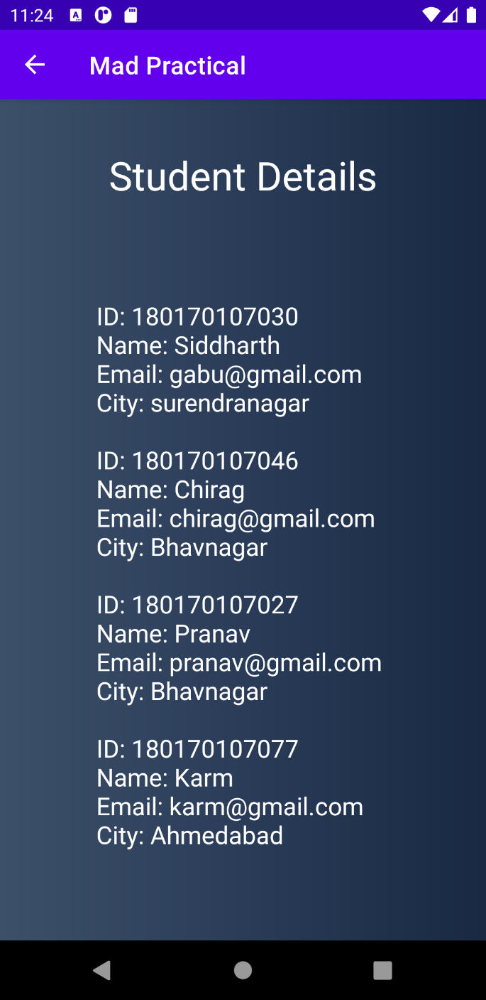 11:24
Mad Practical
Student Details
ID: 180170107030
Name: Siddharth
Email: gabu@gmail.com
City: surendranagar
ID: 180170107046
Name: Chirag
Email: chirag@gmail.com
City: Bhavnagar
ID: 180170107027
Name: Pranav
Email: pranav@gmail.com
City: Bhavnagar
ID: 180170107077
Name: Karm
Email: karm@gmail.com
City: Ahmedabad